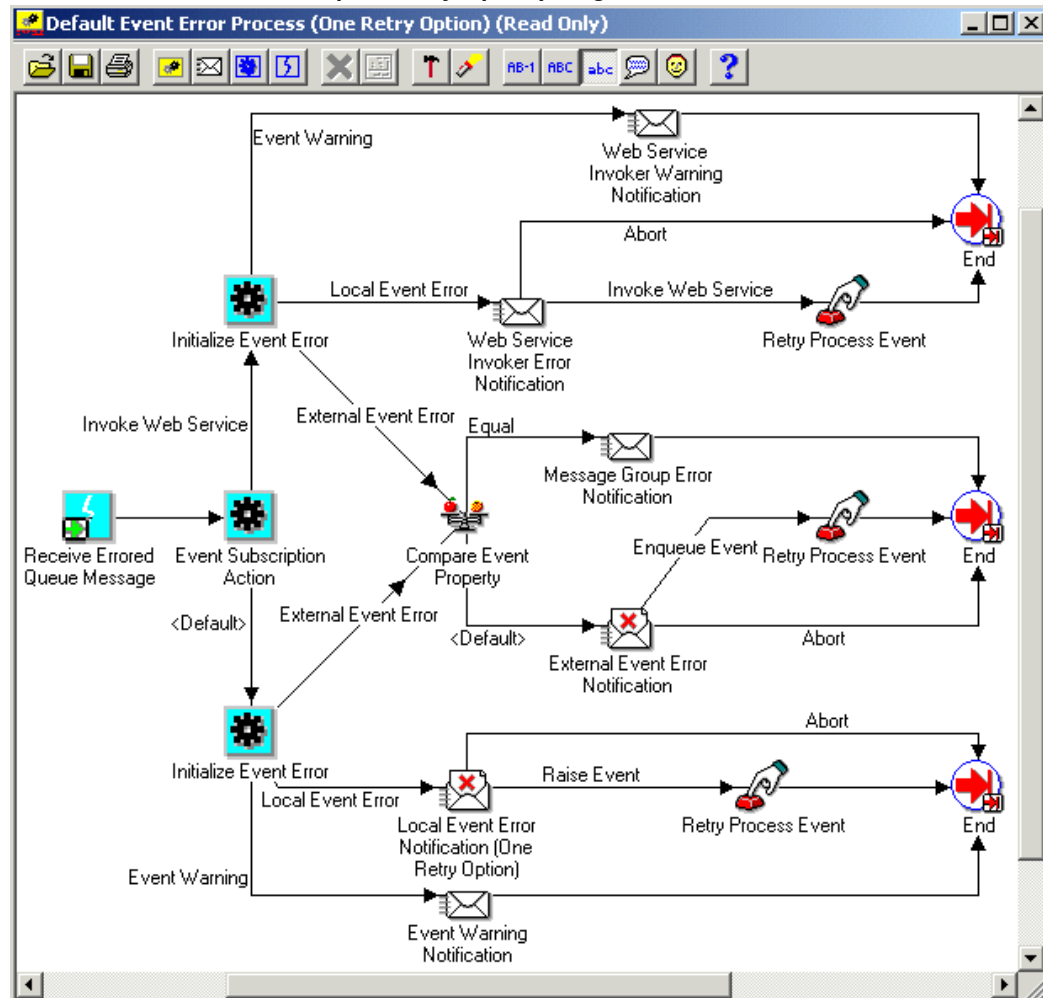 Default Event Error Process (One Retry Option) (Read Only)
AB-1
ABC
abc
?
Event Warning
Web Service
Invoker Warning
Notification
Abort
End
Local Event Error
Invoke Web Service
Initialize Event Error
Web Service
Invoker Error
Notification
Retry Process Event
Invoke Web Service
External Event Error
Equal
Message Group Error
Notification
Receive Errored
Queue Message
Event Subscription
Action
Compare Event
Property
Enqueue Event
Retry Process Event
End
<Default>
External Event Error
<Default>
Abort
External Event Error
Notification
Abort
Initialize Event Error
Local Event Error
Raise Event
Local Event Error
Notification (One
Retry Option)
Retry Process Event
End
Event Warning
Event Warning
Notification